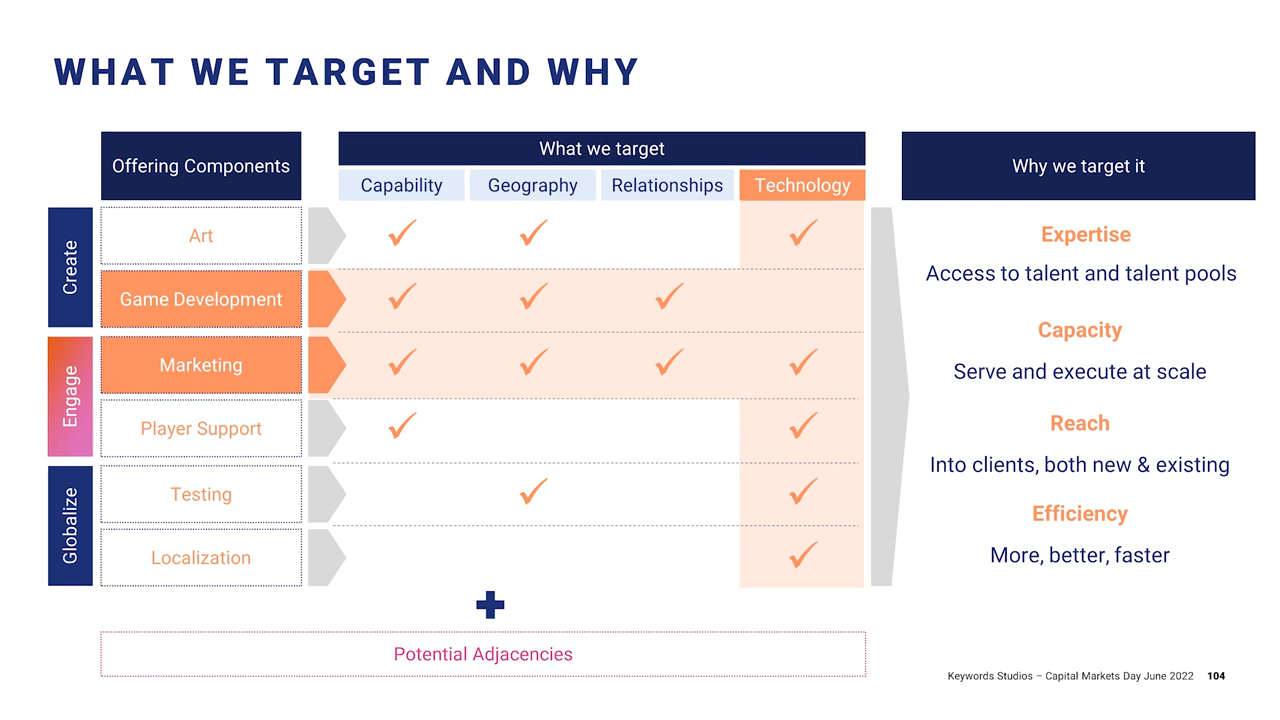 WHAT WE TARGET AND WHY
Offering Components
What we target
Why we target it
Capability
Geography
Relationships
Technology
Create
Art
Game Development
Engage
Marketing
Player Support
Globalize
Testing
Localization
Expertise
Access to talent and talent pools
Capacity
Serve and execute at scale
Reach
Into clients, both new & existing
Efficiency
More, better, faster
Potential Adjacencies
Keywords Studios – Capital Markets Day June 2022 104